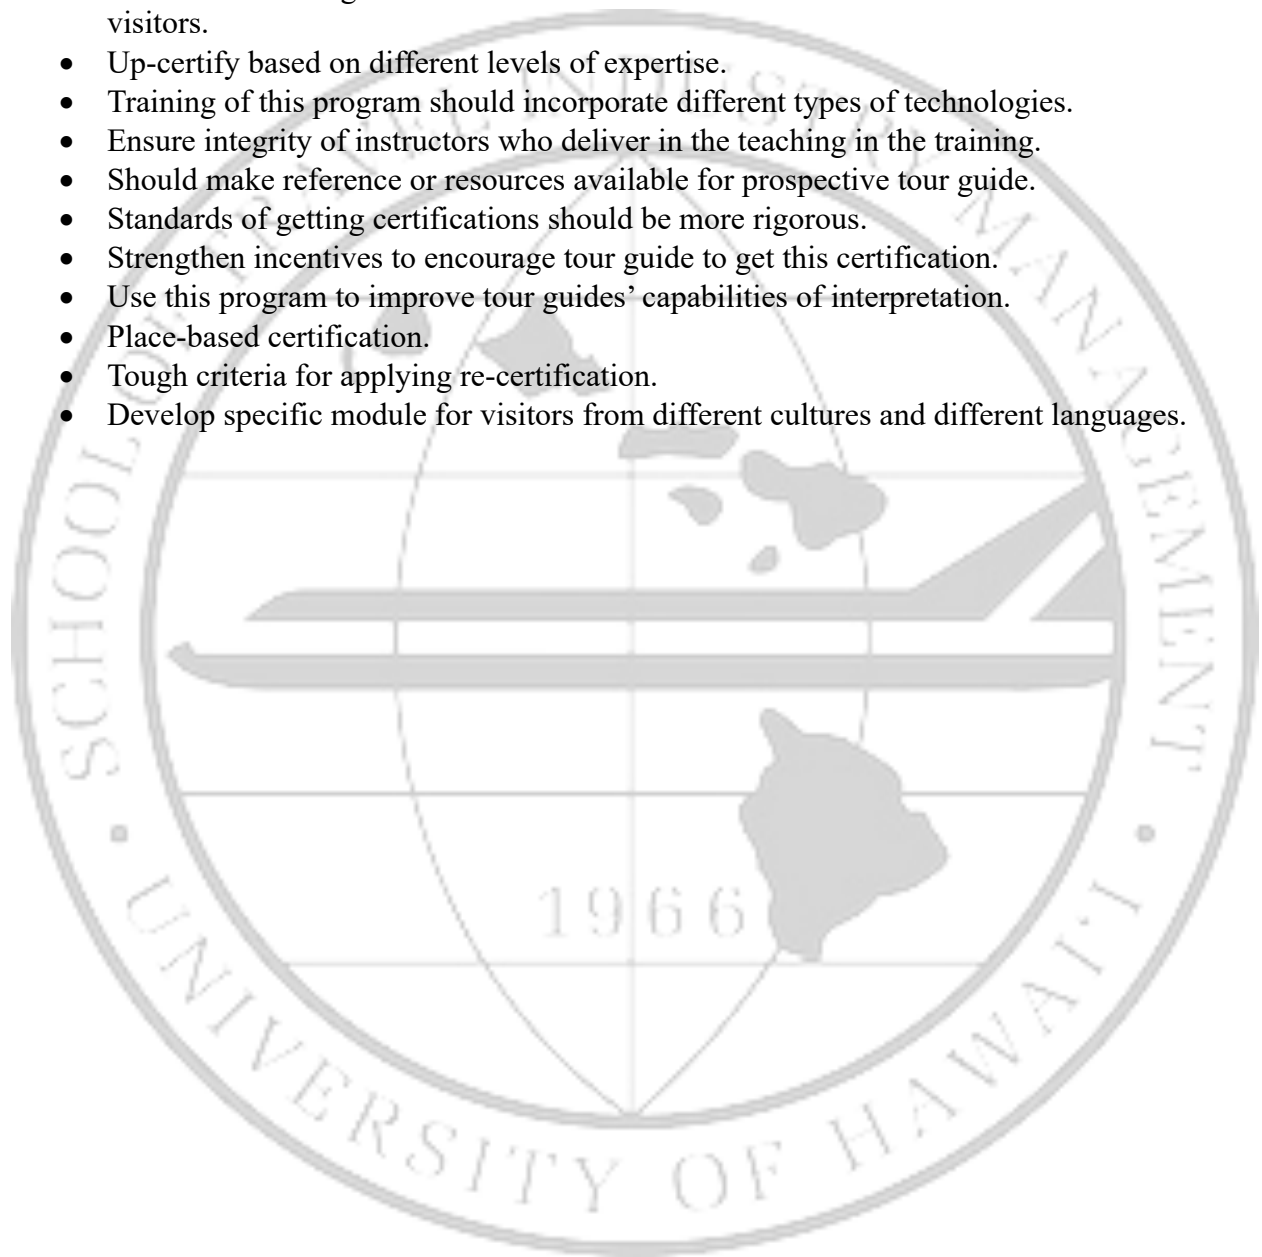 visitors.
• Up-certify based on different levels of expertise.
• Training of this program should incorporate different types of technologies.
• Ensure integrity of instructors who deliver in the teaching in the training.
• Should make reference or resources available for prospective tour guide.
• Standards of getting certifications should be more rigorous.
• Strengthen incentives to encourage tour guide to get this certification.
• Use this program to improve tour guides’ capabilities of interpretation.
• Place-based certification.
• Tough criteria for applying re-certification.
• Develop specific module for visitors from different cultures and different languages.
SCHOOL OF TRAVEL INDUSTRY MANAGEMENT
1966
• UNIVERSITY OF HAWAI‘I •